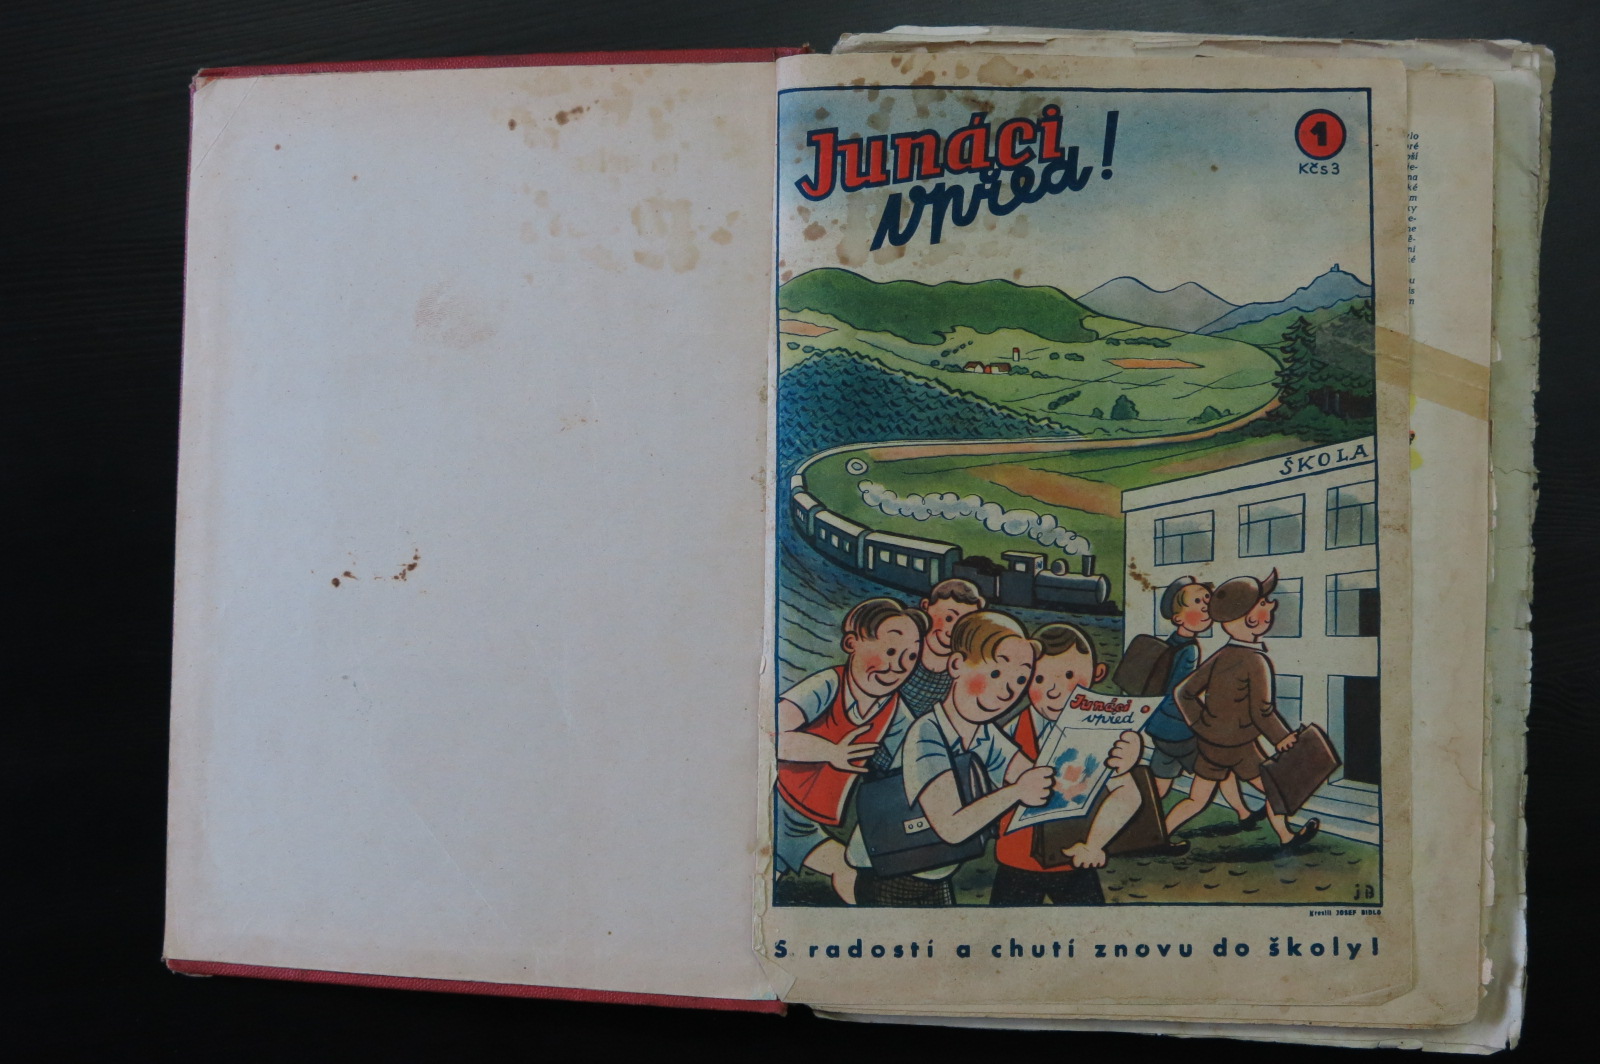 Junáci
vpřed!
1
Kčs 3
ŠKOLA
Junáci
vpřed
JB
Kreslil JOSEF BIDLO
S radostí a chutí znovu do školy!